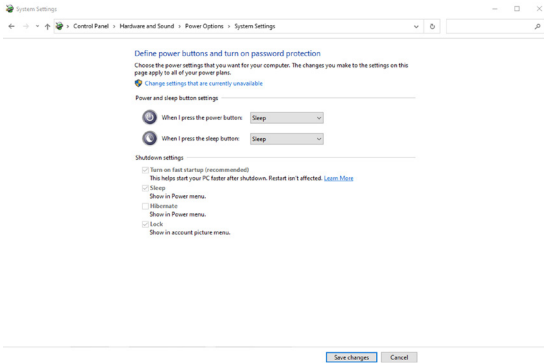 System Settings
Control Panel > Hardware and Sound > Power Options > System Settings
Define power buttons and turn on password protection
Choose the power settings that you want for your computer. The changes you make to the settings on this
page apply to all of your power plans.
Change settings that are currently unavailable
Power and sleep button settings
When I press the power button: Sleep
When I press the sleep button: Sleep
Shutdown settings
Turn on fast startup (recommended)
This helps start your PC faster after shutdown. Restart isn't affected. Learn More
Sleep
Show in Power menu.
Hibernate
Show in Power menu.
Lock
Show in account picture menu.
Save changes Cancel